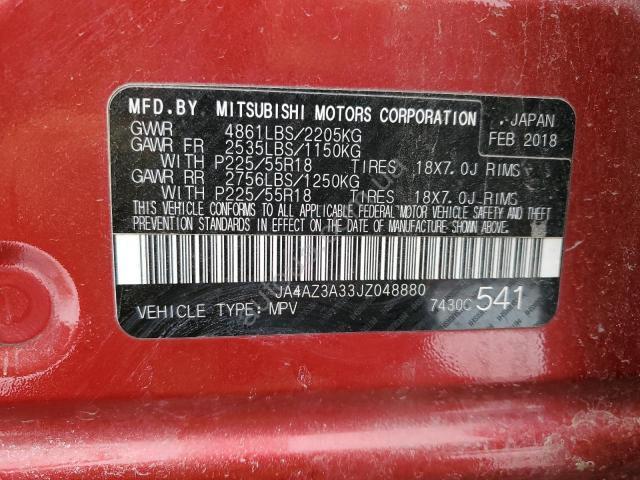 MFD.BY MITSUBISHI MOTORS CORPORATION . JAPAN
GVWR 4861LBS/2205KG FEB 2018
GAWR FR 2535LBS/1150KG
WITH P225/55R18 TIRES 18X7.0J RIMS
GAWR RR 2756LBS/1250KG
WITH P225/55R18 TIRES 18X7.0J RIMS
THIS VEHICLE CONFORMS TO ALL APPLICABLE FEDERAL MOTOR VEHICLE SAFETY AND THEFT
PREVENTION STANDARDS IN EFFECT ON THE DATE OF MANUFACTURE SHOWN ABOVE.
JA4AZ3A33JZ048880
VEHICLE TYPE: MPV 7430C 541